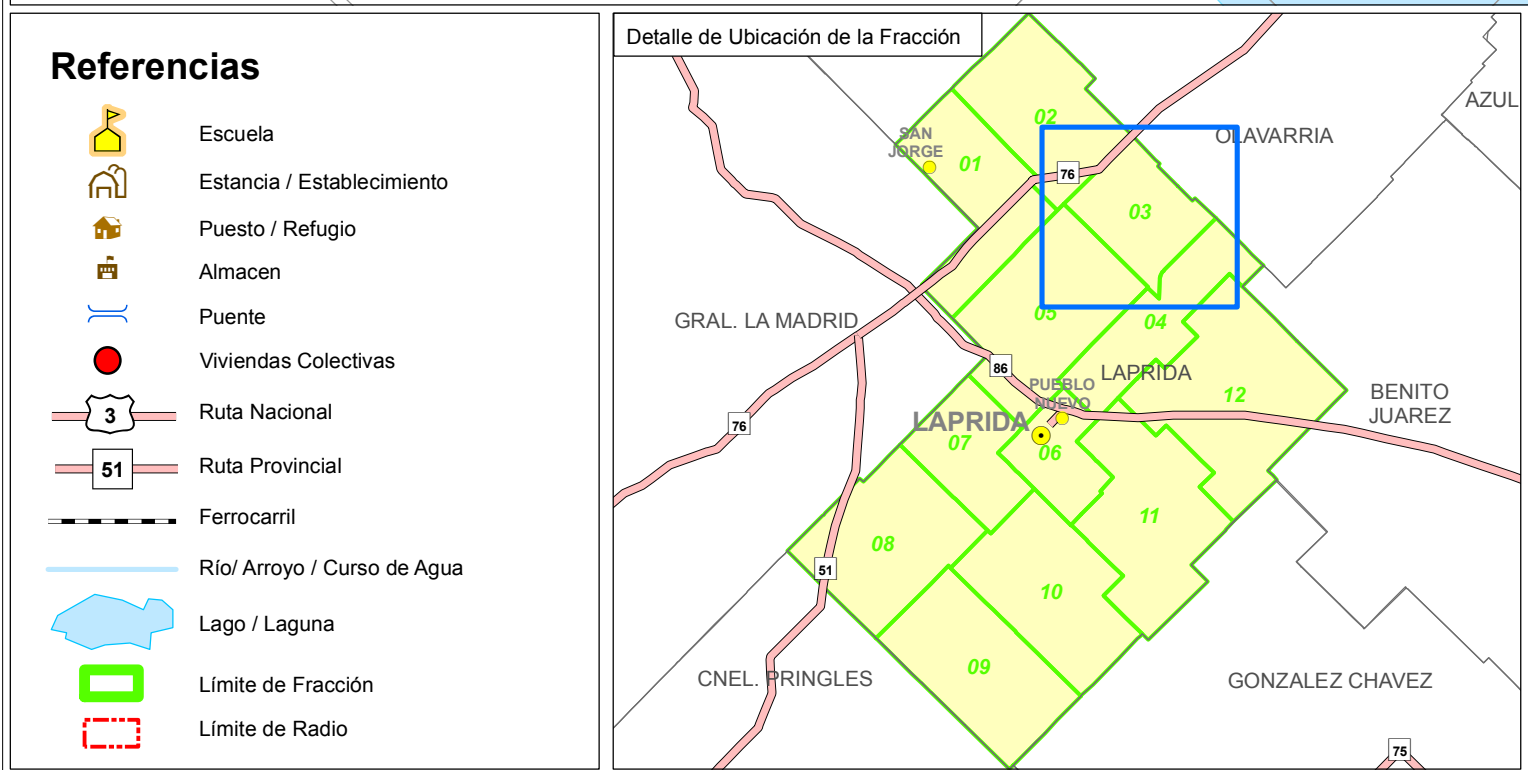 Referencias
Escuela
Estancia / Establecimiento
Puesto / Refugio
Almacen
Puente
Viviendas Colectivas
3
Ruta Nacional
51
Ruta Provincial
Ferrocarril
Río/ Arroyo / Curso de Agua
Lago / Laguna
Límite de Fracción
Límite de Radio
Detalle de Ubicación de la Fracción
AZUL
02
SAN
JORGE
OLAVARRIA
01
76
03
GRAL. LA MADRID
05
04
86
LAPRIDA
PUEBLO
NUEVO
12
BENITO
JUAREZ
76
LAPRIDA
07
06
11
08
51
10
09
CNEL. PRINGLES
GONZALEZ CHAVEZ
75